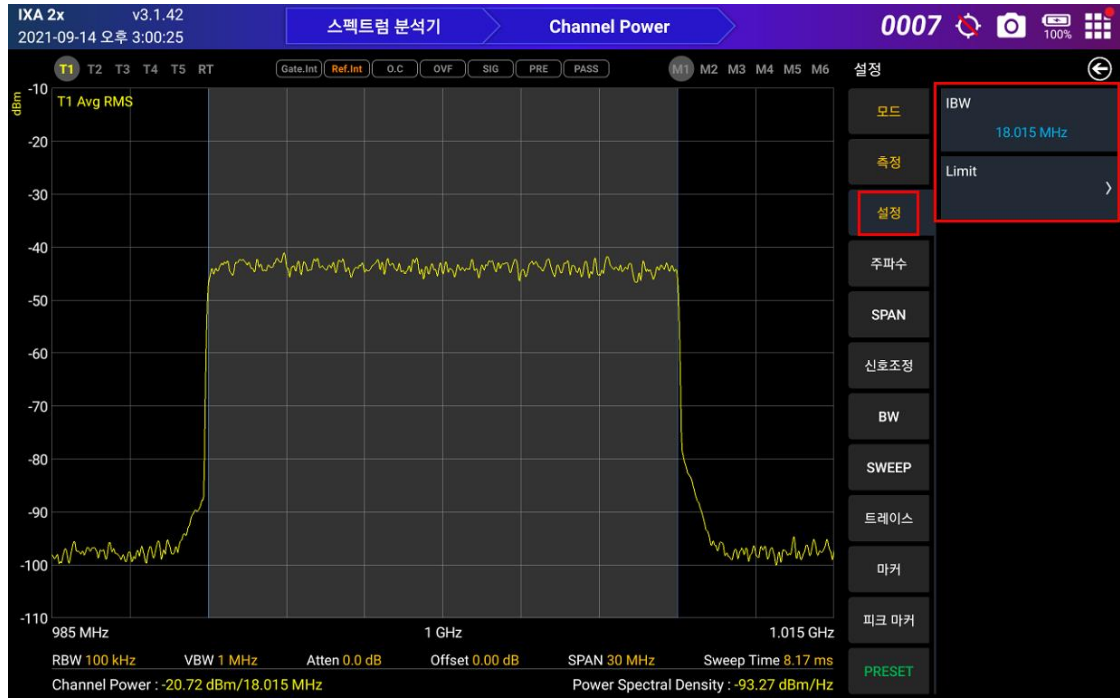 IXA 2x v3.1.42
2021-09-14 오후 3:00:25
스펙트럼 분석기
Channel Power
0007
100%
T1 T2 T3 T4 T5 RT
Gate.Int Ref.Int O.C OVF SIG PRE PASS
M1 M2 M3 M4 M5 M6
dBm
T1 Avg RMS
-10
-20
-30
-40
-50
-60
-70
-80
-90
-100
-110
985 MHz 1 GHz 1.015 GHz
RBW 100 kHz VBW 1 MHz Atten 0.0 dB Offset 0.00 dB SPAN 30 MHz Sweep Time 8.17 ms
Channel Power : -20.72 dBm/18.015 MHz Power Spectral Density : -93.27 dBm/Hz
설정
모드
측정
설정
주파수
SPAN
신호조정
BW
SWEEP
트레이스
마커
피크 마커
PRESET
IBW
18.015 MHz
Limit